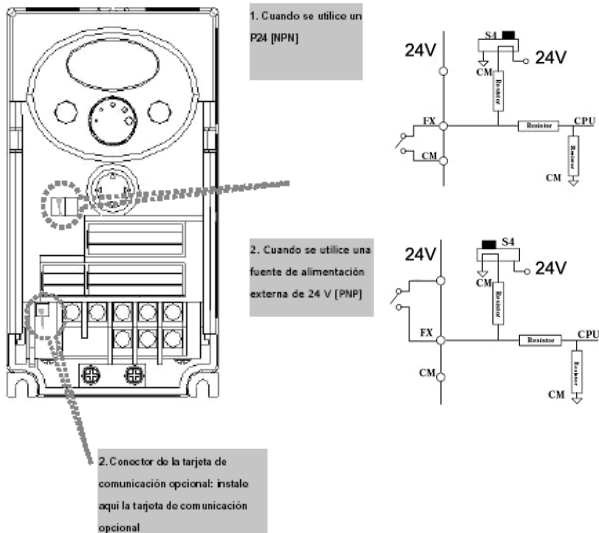 1. Cuando se utilice un
P24 [NPN]
S4
24V
24V
CM
Resistor
FX
Resistor
CPU
CM
Resistor
CM
2. Cuando se utilice una
fuente de alimentación
externa de 24 V [PNP]
S4
24V
24V
CM
Resistor
FX
Resistor
CPU
CM
Resistor
CM
2. Conector de la tarjeta de
comunicación opcional: instale
aquí la tarjeta de comunicación
opcional